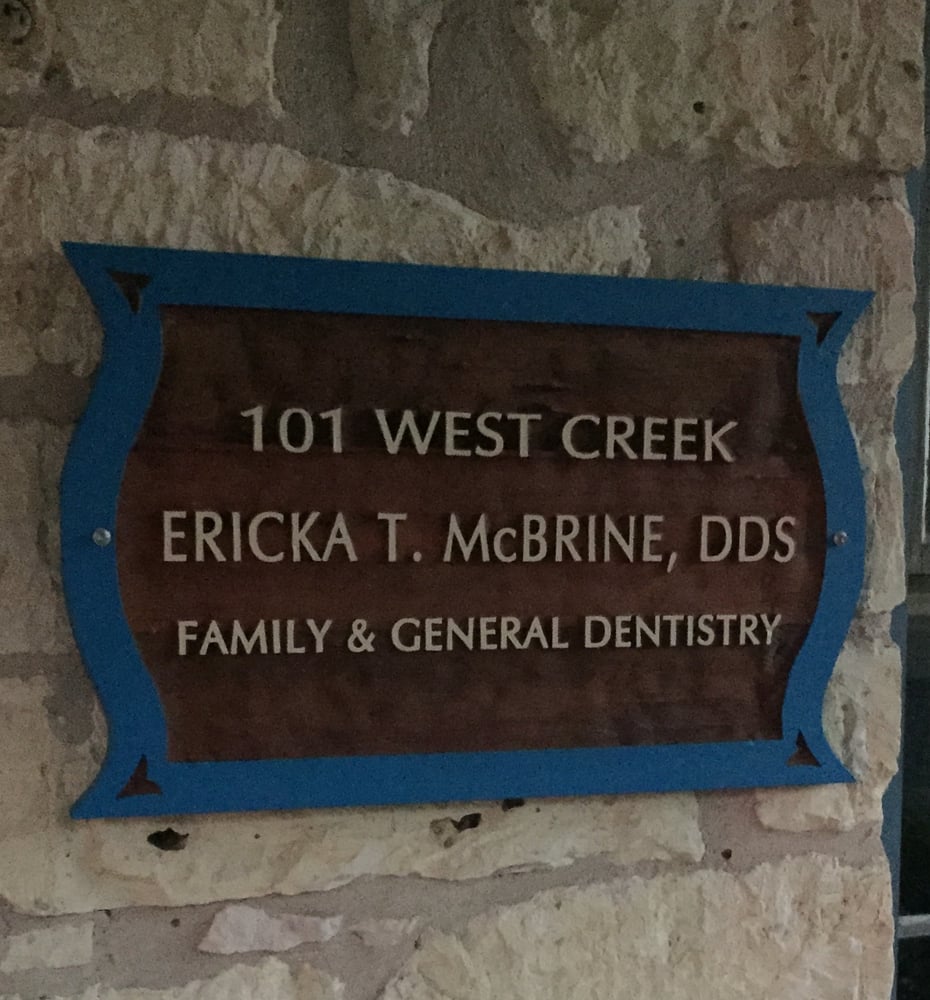 101 WEST CREEK
ERICKA T. McBRINE, DDS
FAMILY & GENERAL DENTISTRY